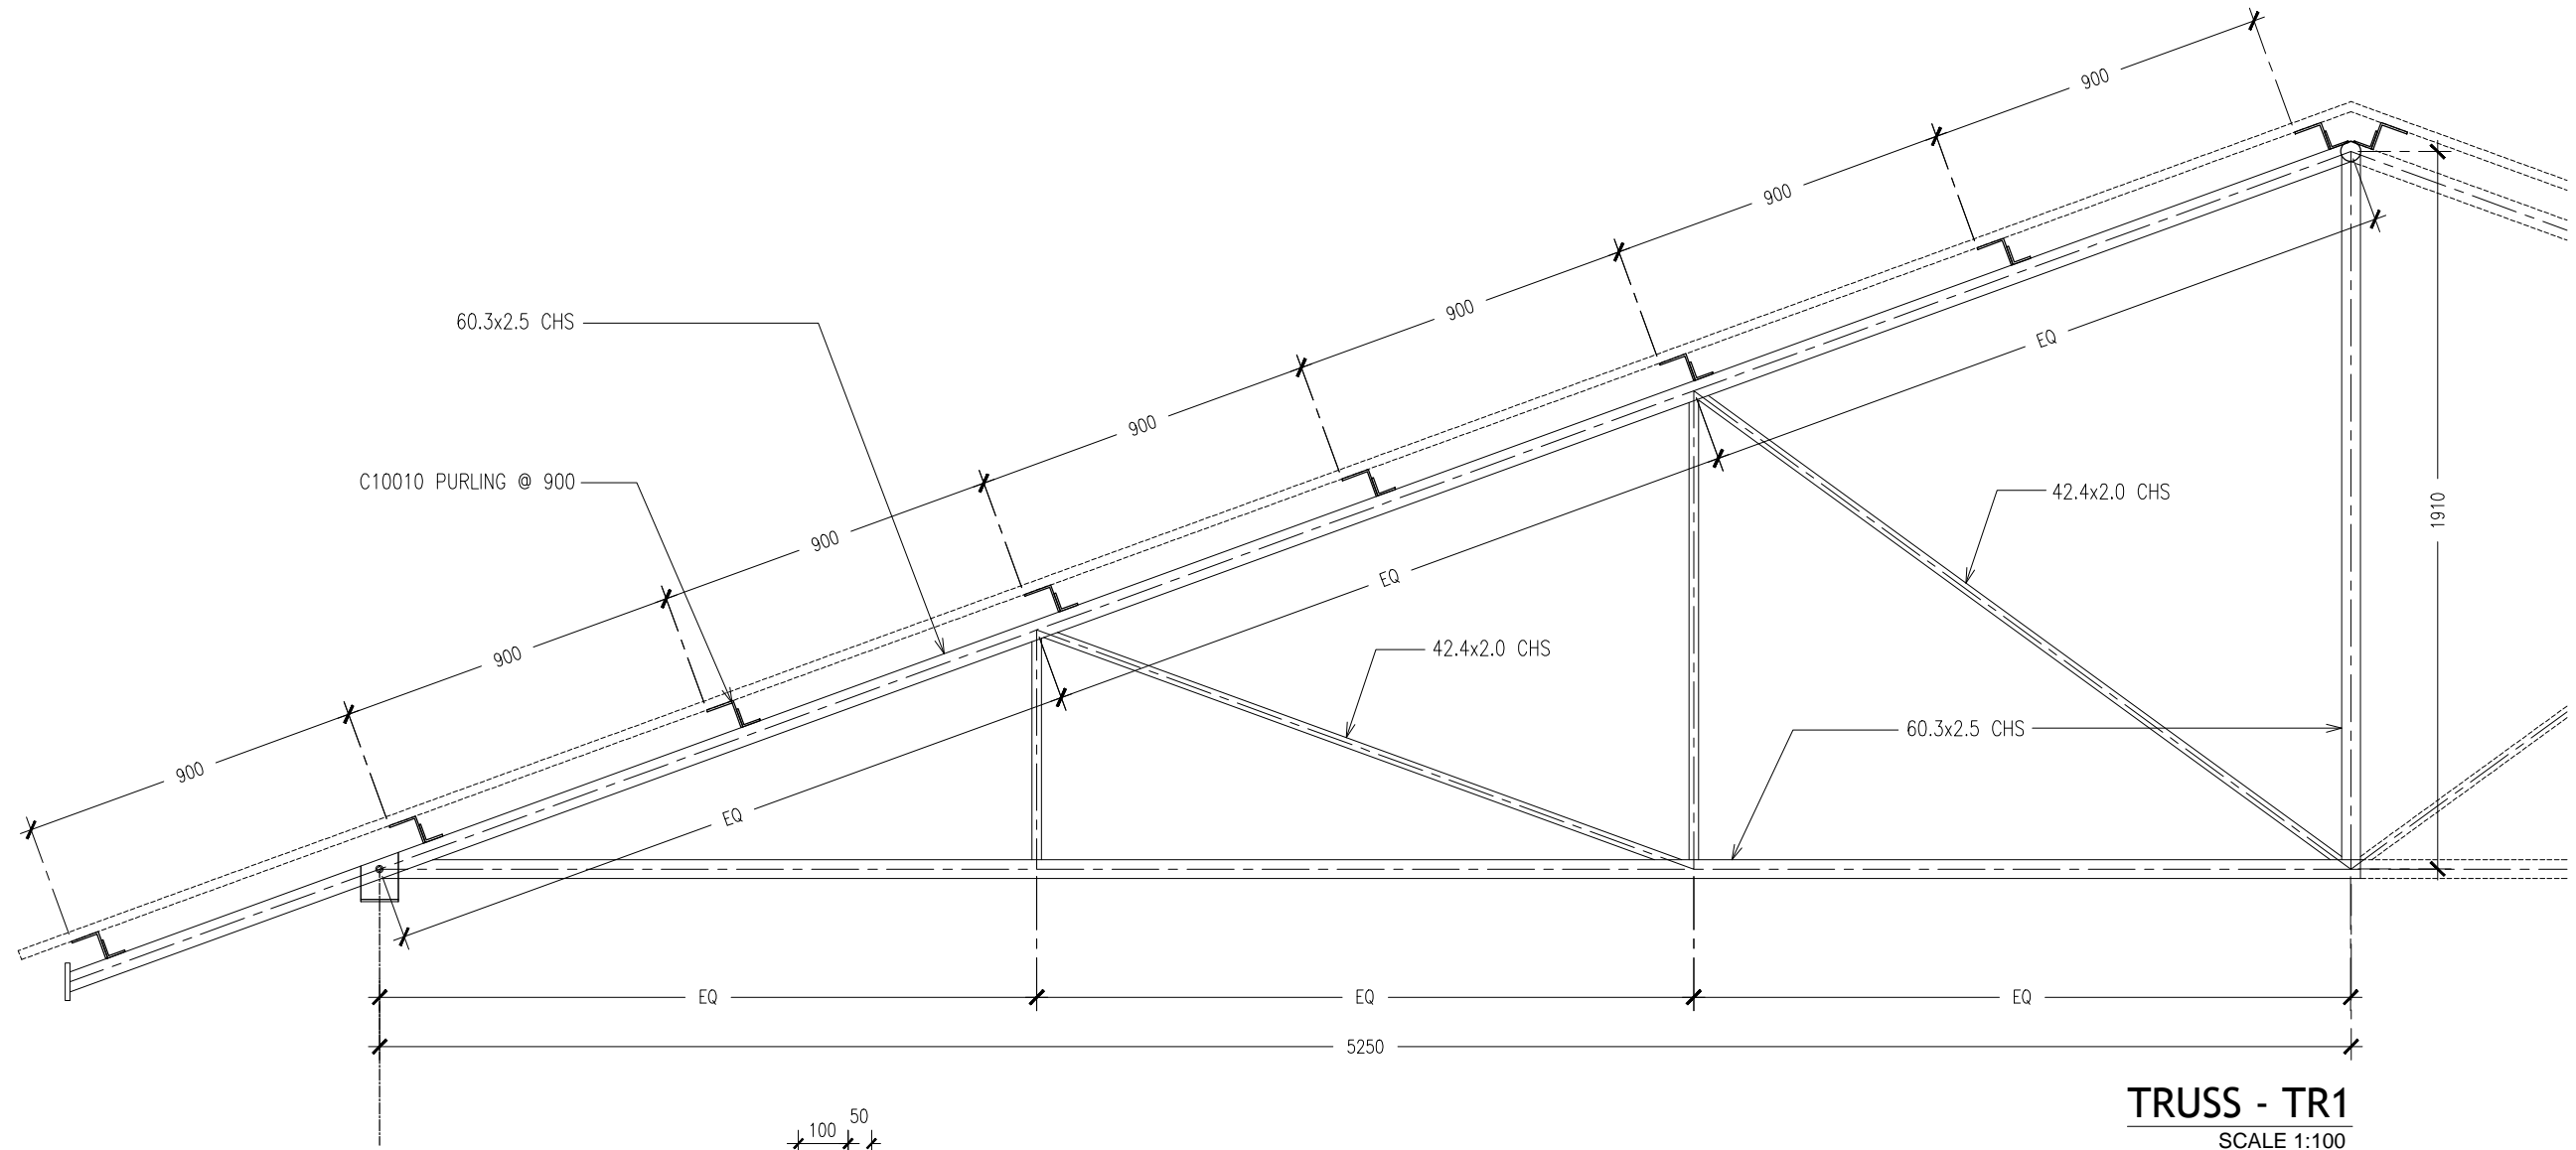 900
900
900
900
900
900
900
60.3x2.5 CHS
EQ
C10010 PURLING @ 900
42.4x2.0 CHS
1910
EQ
42.4x2.0 CHS
60.3x2.5 CHS
EQ
EQ
EQ
EQ
5250
TRUSS - TR1
SCALE 1:100
50
100